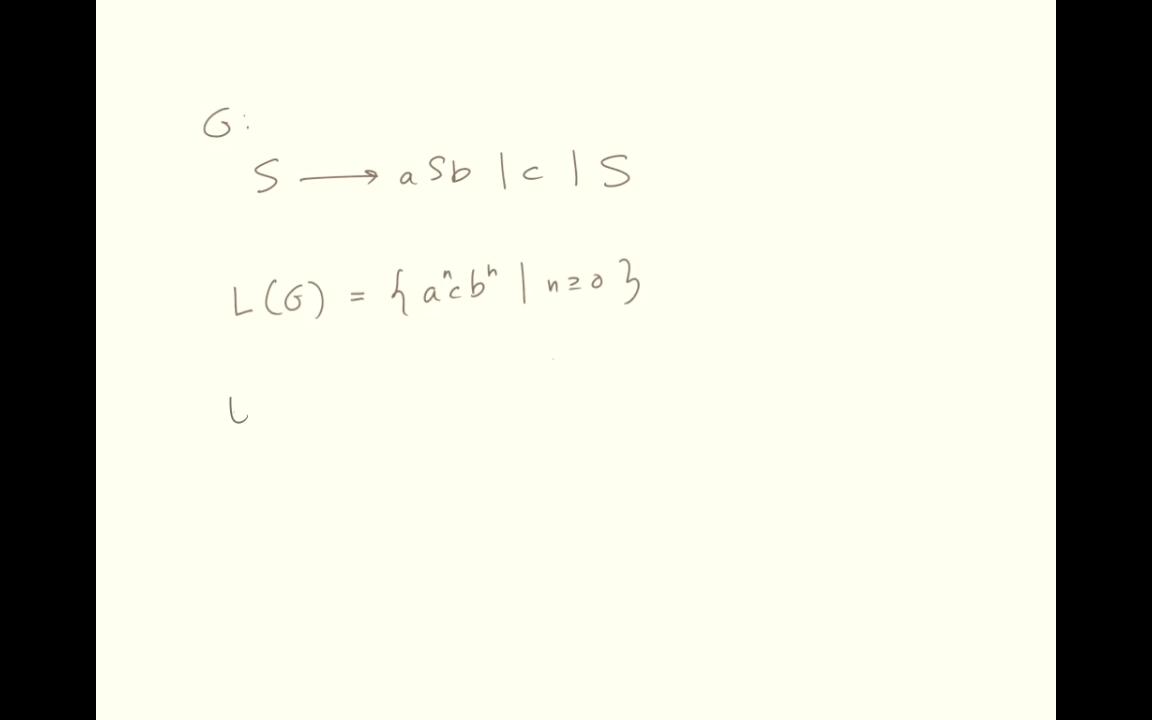 G:
S ⟶ aSb | c | S
L(G) = { aⁿcbⁿ | n ≥ 0 }